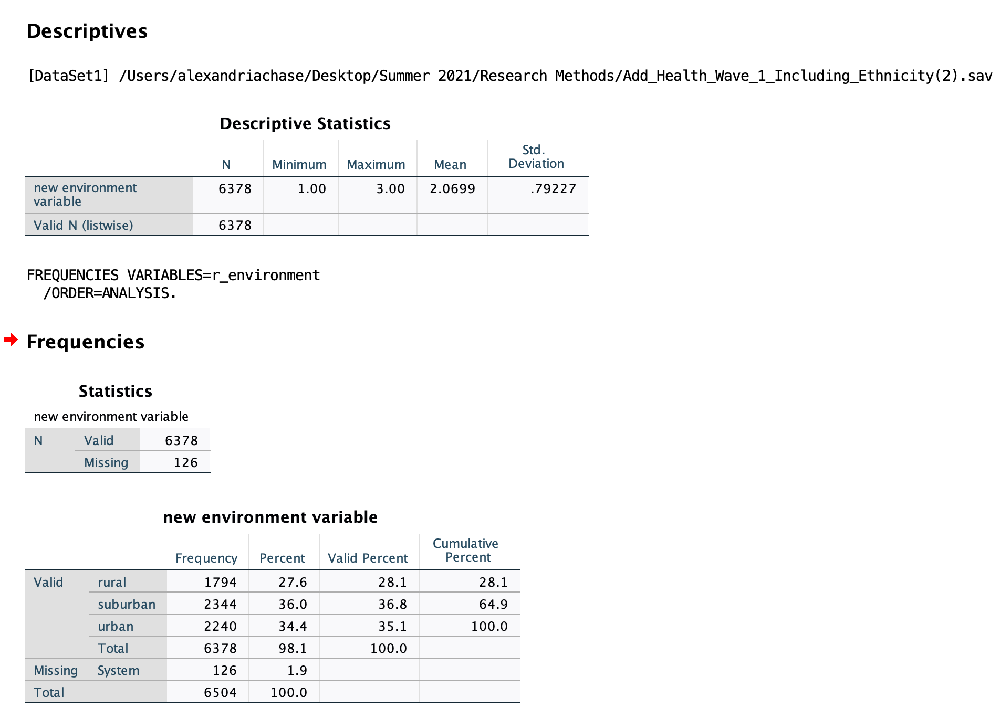 Descriptives
[DataSet1] /Users/alexandriachase/Desktop/Summer 2021/Research Methods/Add_Health_Wave_1_Including_Ethnicity(2).sav
Descriptive Statistics
N Minimum Maximum Mean Std. Deviation
new environment variable 6378 1.00 3.00 2.0699 .79227
Valid N (listwise) 6378
FREQUENCIES VARIABLES=r_environment
/ORDER=ANALYSIS.
Frequencies
Statistics
new environment variable
N Valid 6378
Missing 126
new environment variable
Frequency Percent Valid Percent Cumulative Percent
Valid rural 1794 27.6 28.1 28.1
suburban 2344 36.0 36.8 64.9
urban 2240 34.4 35.1 100.0
Total 6378 98.1 100.0
Missing System 126 1.9
Total 6504 100.0